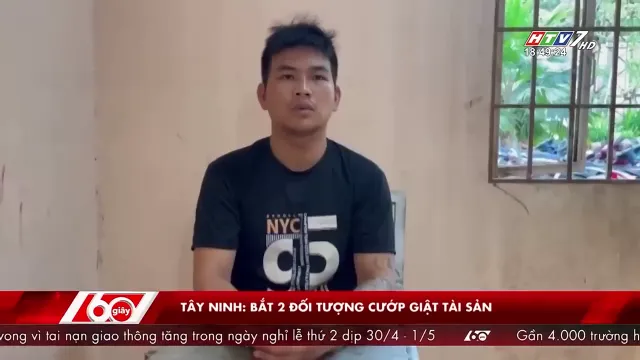 HTV7 HD
18:49:24
NYC
95
60 giây
TÂY NINH: BẮT 2 ĐỐI TƯỢNG CƯỚP GIẬT TÀI SẢN
vong vì tai nạn giao thông tăng trong ngày nghỉ lễ thứ 2 dịp 30/4 - 1/5 60 Gần 4.000 trường h